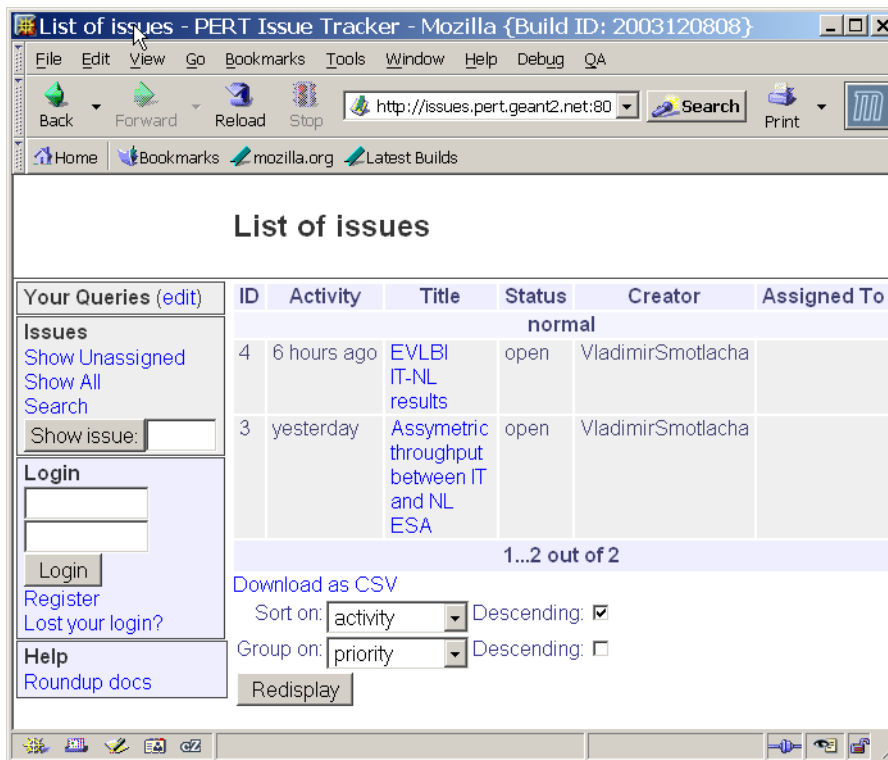 List of issues - PERT Issue Tracker - Mozilla {Build ID: 2003120808}
File Edit View Go Bookmarks Tools Window Help Debug QA
Back Forward Reload Stop http://issues.pert.geant2.net:80 Search Print
Home Bookmarks mozilla.org Latest Builds
List of issues
Your Queries (edit)
Issues
Show Unassigned
Show All
Search
Show issue:
Login
Login
Register
Lost your login?
Help
Roundup docs
ID Activity Title Status Creator Assigned To
normal
4 6 hours ago EVLBI open VladimirSmotlacha
IT-NL
results
3 yesterday Assymetric open VladimirSmotlacha
throughput
between IT
and NL
ESA
1...2 out of 2
Download as CSV
Sort on: activity Descending:
Group on: priority Descending:
Redisplay